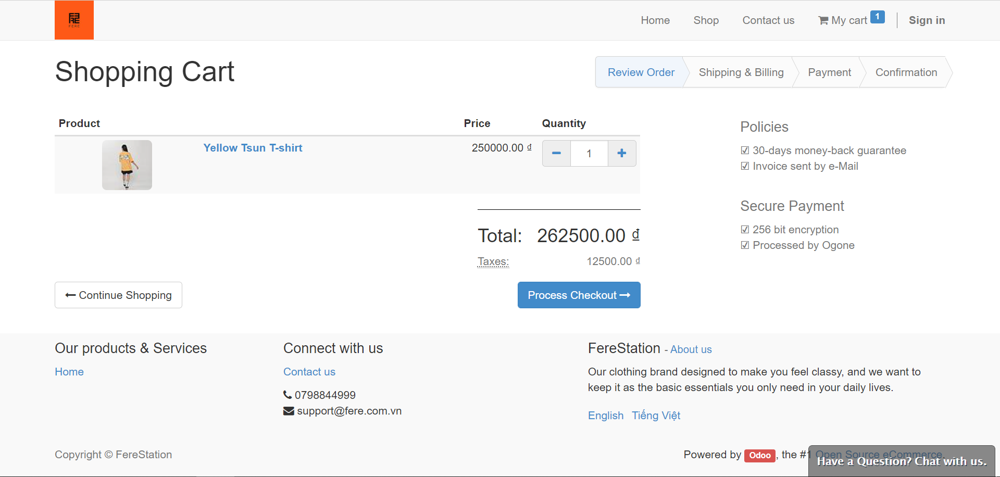 FERE
FERE
Home Shop Contact us My cart 1 Sign in
Shopping Cart
Review Order Shipping & Billing Payment Confirmation
Product Price Quantity
Yellow Tsun T-shirt 250000.00 ₫ 1
Total: 262500.00 ₫
Taxes: 12500.00 ₫
Continue Shopping Process Checkout
Policies
30-days money-back guarantee
Invoice sent by e-Mail
Secure Payment
256 bit encryption
Processed by Ogone
Our products & Services
Home
Connect with us
Contact us
0798844999
support@fere.com.vn
FereStation - About us
Our clothing brand designed to make you feel classy, and we want to
keep it as the basic essentials you only need in your daily lives.
English Tiếng Việt
Copyright © FereStation
Powered by Odoo, the #1 Open Source eCommerce.
Have a Question? Chat with us.